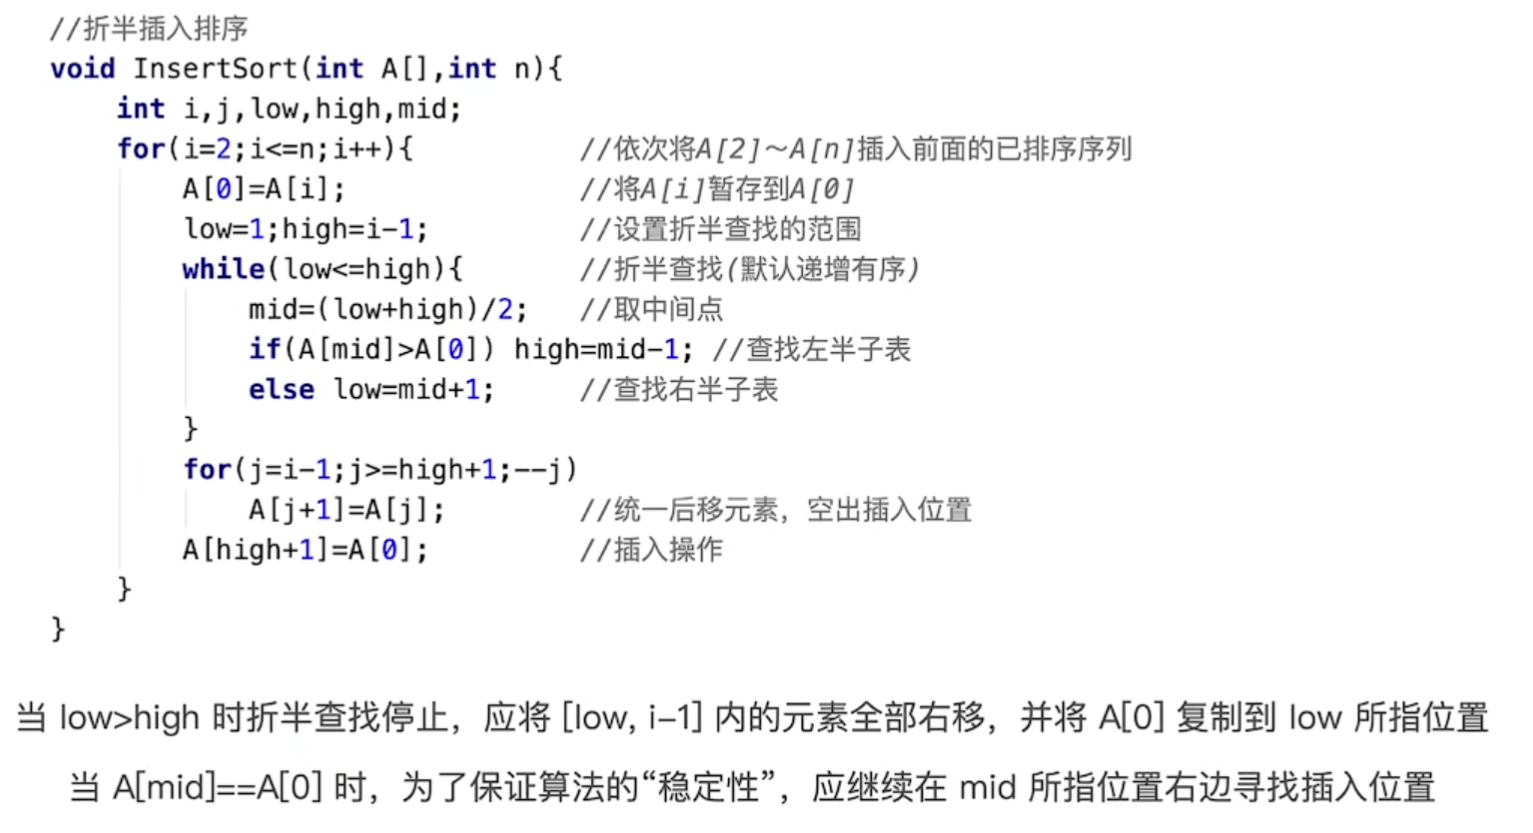 //折半插入排序
void InsertSort(int A[],int n){
    int i,j,low,high,mid;
    for(i=2;i<=n;i++){          //依次将A[2]～A[n]插入前面的已排序序列
        A[0]=A[i];              //将A[i]暂存到A[0]
        low=1;high=i-1;         //设置折半查找的范围
        while(low<=high){       //折半查找(默认递增有序)
            mid=(low+high)/2;   //取中间点
            if(A[mid]>A[0]) high=mid-1; //查找左半子表
            else low=mid+1;     //查找右半子表
        }
        for(j=i-1;j>=high+1;--j)
            A[j+1]=A[j];        //统一后移元素，空出插入位置
        A[high+1]=A[0];         //插入操作
    }
}
当 low>high 时折半查找停止，应将 [low, i-1] 内的元素全部右移，并将 A[0] 复制到 low 所指位置
当 A[mid]==A[0] 时，为了保证算法的“稳定性”，应继续在 mid 所指位置右边寻找插入位置